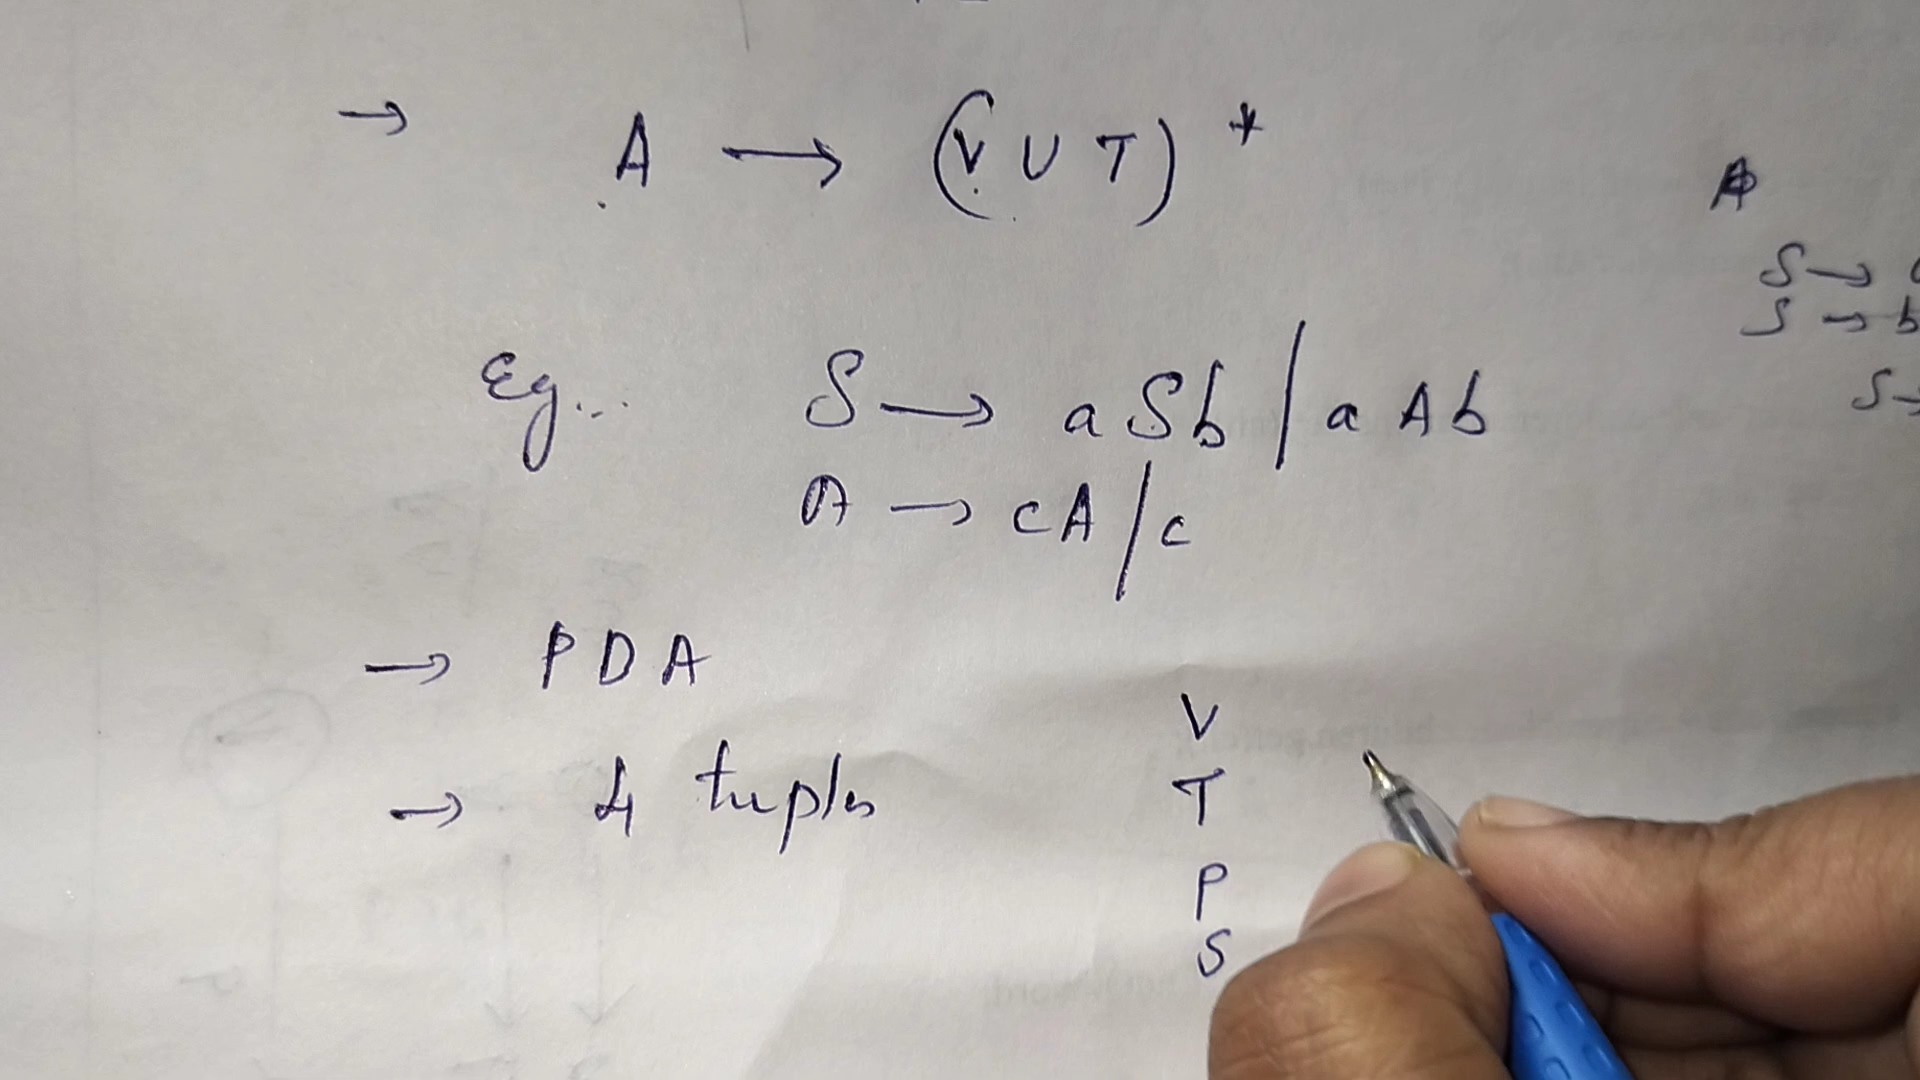 → A → (V U T)*
Eg... S → aSb / aAb
A → cA / c
→ PDA
→ 4 tuples
V
T
P
S
A
S →
S → b
S →